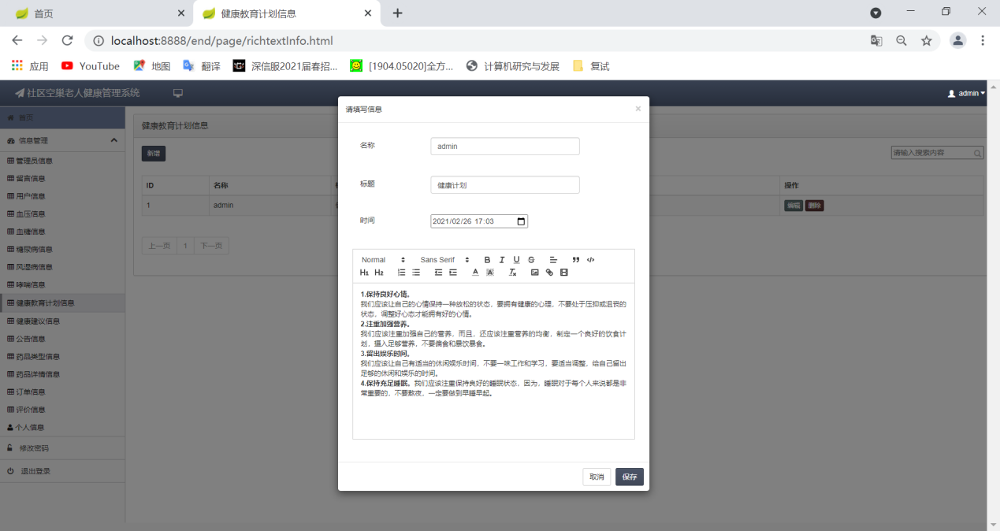 首页
健康教育计划信息
localhost:8888/end/page/richtextInfo.html
应用
YouTube
地图
翻译
深信服2021届春招...
[1904.05020]全方...
计算机研究与发展
复试
社区空巢老人健康管理系统
admin
首页
信息管理
管理员信息
留言信息
用户信息
血压信息
血糖信息
糖尿病信息
风湿病信息
哮喘信息
健康教育计划信息
健康建议信息
公告信息
药品类型信息
药品详情信息
订单信息
评价信息
个人信息
修改密码
退出登录
健康教育计划信息
新增
请输入搜索内容
ID 名称 操作
1 admin 编辑 删除
上一页 1 下一页
请填写信息 ×
名称 admin
标题 健康计划
时间 2021/02/26 17:03
Normal Sans Serif B I U S
H1 H2
1.保持良好心情。
我们应该让自己的心情保持一种放松的状态，要拥有健康的心理，不要处于压抑或沮丧的
状态，调整好心态才能拥有好的心情。
2.注重加强营养。
我们应该注重加强自己的营养，而且，还应该注重营养的均衡，制定一个良好的饮食计
划，摄入足够营养，不要偏食和暴饮暴食。
3.留出娱乐时间。
我们应该让自己有适当的休闲娱乐时间，不要一味工作和学习，要适当调整，给自己留出
足够的休闲和娱乐的时间。
4.保持充足睡眠。我们应该注重保持良好的睡眠状态，因为，睡眠对于每个人来说都是非
常重要的，不要熬夜，一定要做到早睡早起。
取消 保存